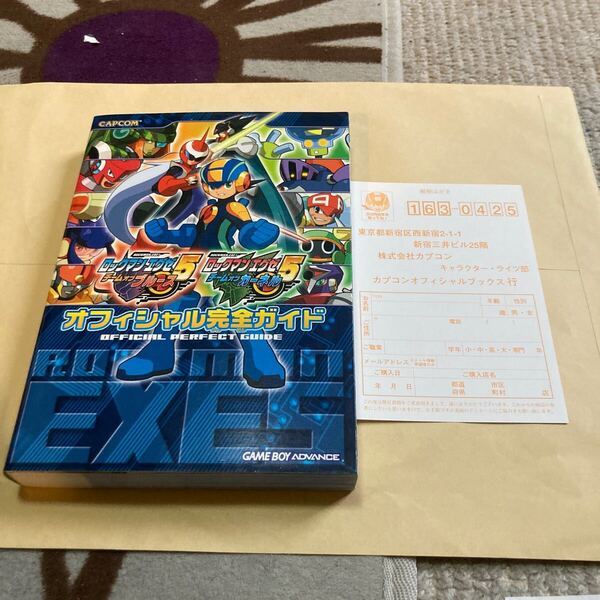 CAPCOM
ロックマン エグゼ5
チーム オブ ブルース
ロックマン エグゼ5
チーム オブ カーネル
オフィシャル完全ガイド
OFFICIAL PERFECT GUIDE
ROCKMAN
EXE5
GAME BOY ADVANCE
郵便はがき
163-0425
東京都新宿区西新宿2-1-1
新宿三井ビル25階
株式会社カプコン
キャラクター・ライツ部
カプコンオフィシャルブックス行
お名前
年齢 性別
歳 男・女
ご住所
〒
電話
ご職業
学年 小・中・高・大・専門 年
メールアドレス
ご購入日
ご購入店名
年 月 日
都道 市区
府県 町村 店